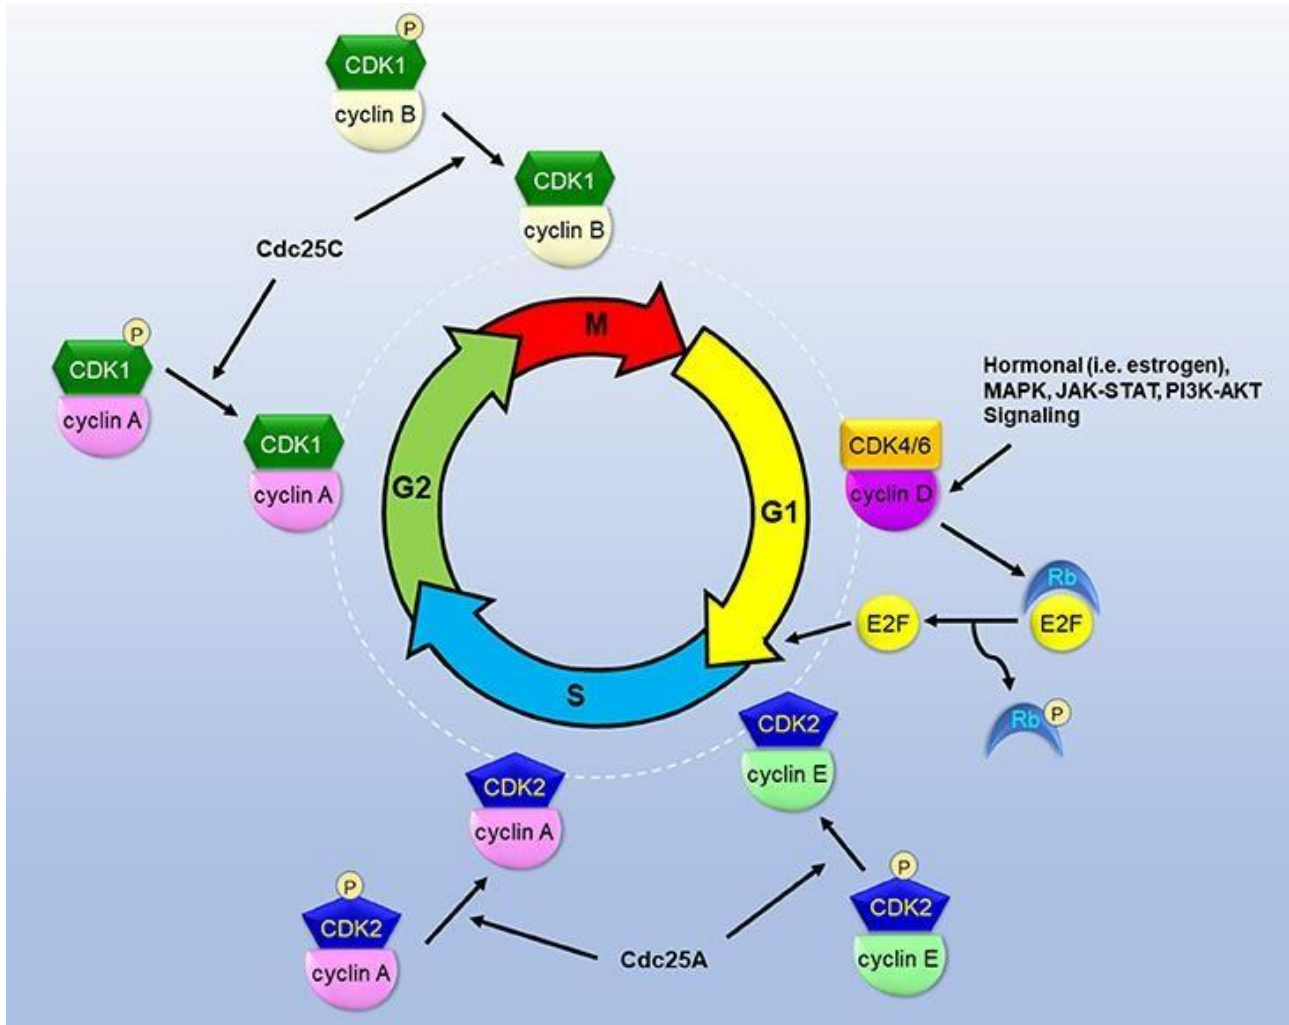 P
CDK1
cyclin B
CDK1
cyclin B
Cdc25C
P
CDK1
cyclin A
CDK1
cyclin A
M
G1
G2
S
Hormonal (i.e. estrogen),
MAPK, JAK-STAT, PI3K-AKT
Signaling
CDK4/6
cyclin D
Rb
E2F
E2F
Rb
P
CDK2
cyclin E
CDK2
cyclin A
P
CDK2
cyclin A
Cdc25A
P
CDK2
cyclin E